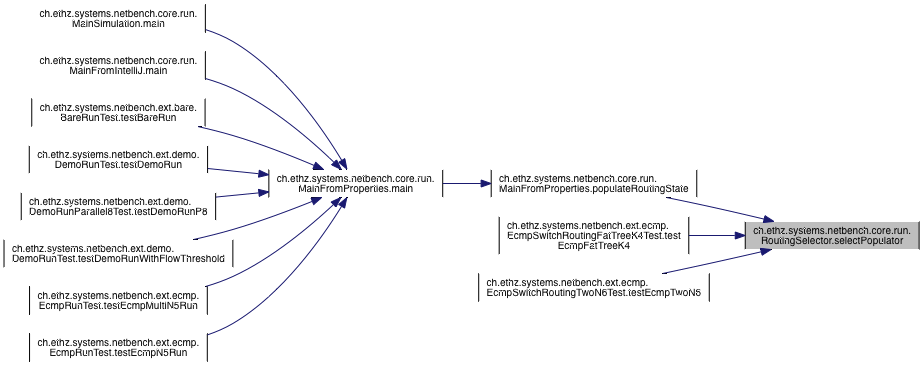 ch.ethz.systems.netbench.core.run.
MainSimulation.main
ch.ethz.systems.netbench.core.run.
MainFromIntelliJ.main
ch.ethz.systems.netbench.ext.bare.
BareRunTest.testBareRun
ch.ethz.systems.netbench.ext.demo.
DemoRunTest.testDemoRun
ch.ethz.systems.netbench.ext.demo.
DemoRunParallel8Test.testDemoRunP8
ch.ethz.systems.netbench.ext.demo.
DemoRunTest.testDemoRunWithFlowThreshold
ch.ethz.systems.netbench.ext.ecmp.
EcmpRunTest.testEcmpMultiN5Run
ch.ethz.systems.netbench.ext.ecmp.
EcmpRunTest.testEcmpN5Run
ch.ethz.systems.netbench.core.run.
MainFromProperties.main
ch.ethz.systems.netbench.core.run.
MainFromProperties.populateRoutingState
ch.ethz.systems.netbench.ext.ecmp.
EcmpSwitchRoutingFatTreeK4Test.test
EcmpFatTreeK4
ch.ethz.systems.netbench.ext.ecmp.
EcmpSwitchRoutingTwoN6Test.testEcmpTwoN6
ch.ethz.systems.netbench.core.run.
RoutingSelector.selectPopulator